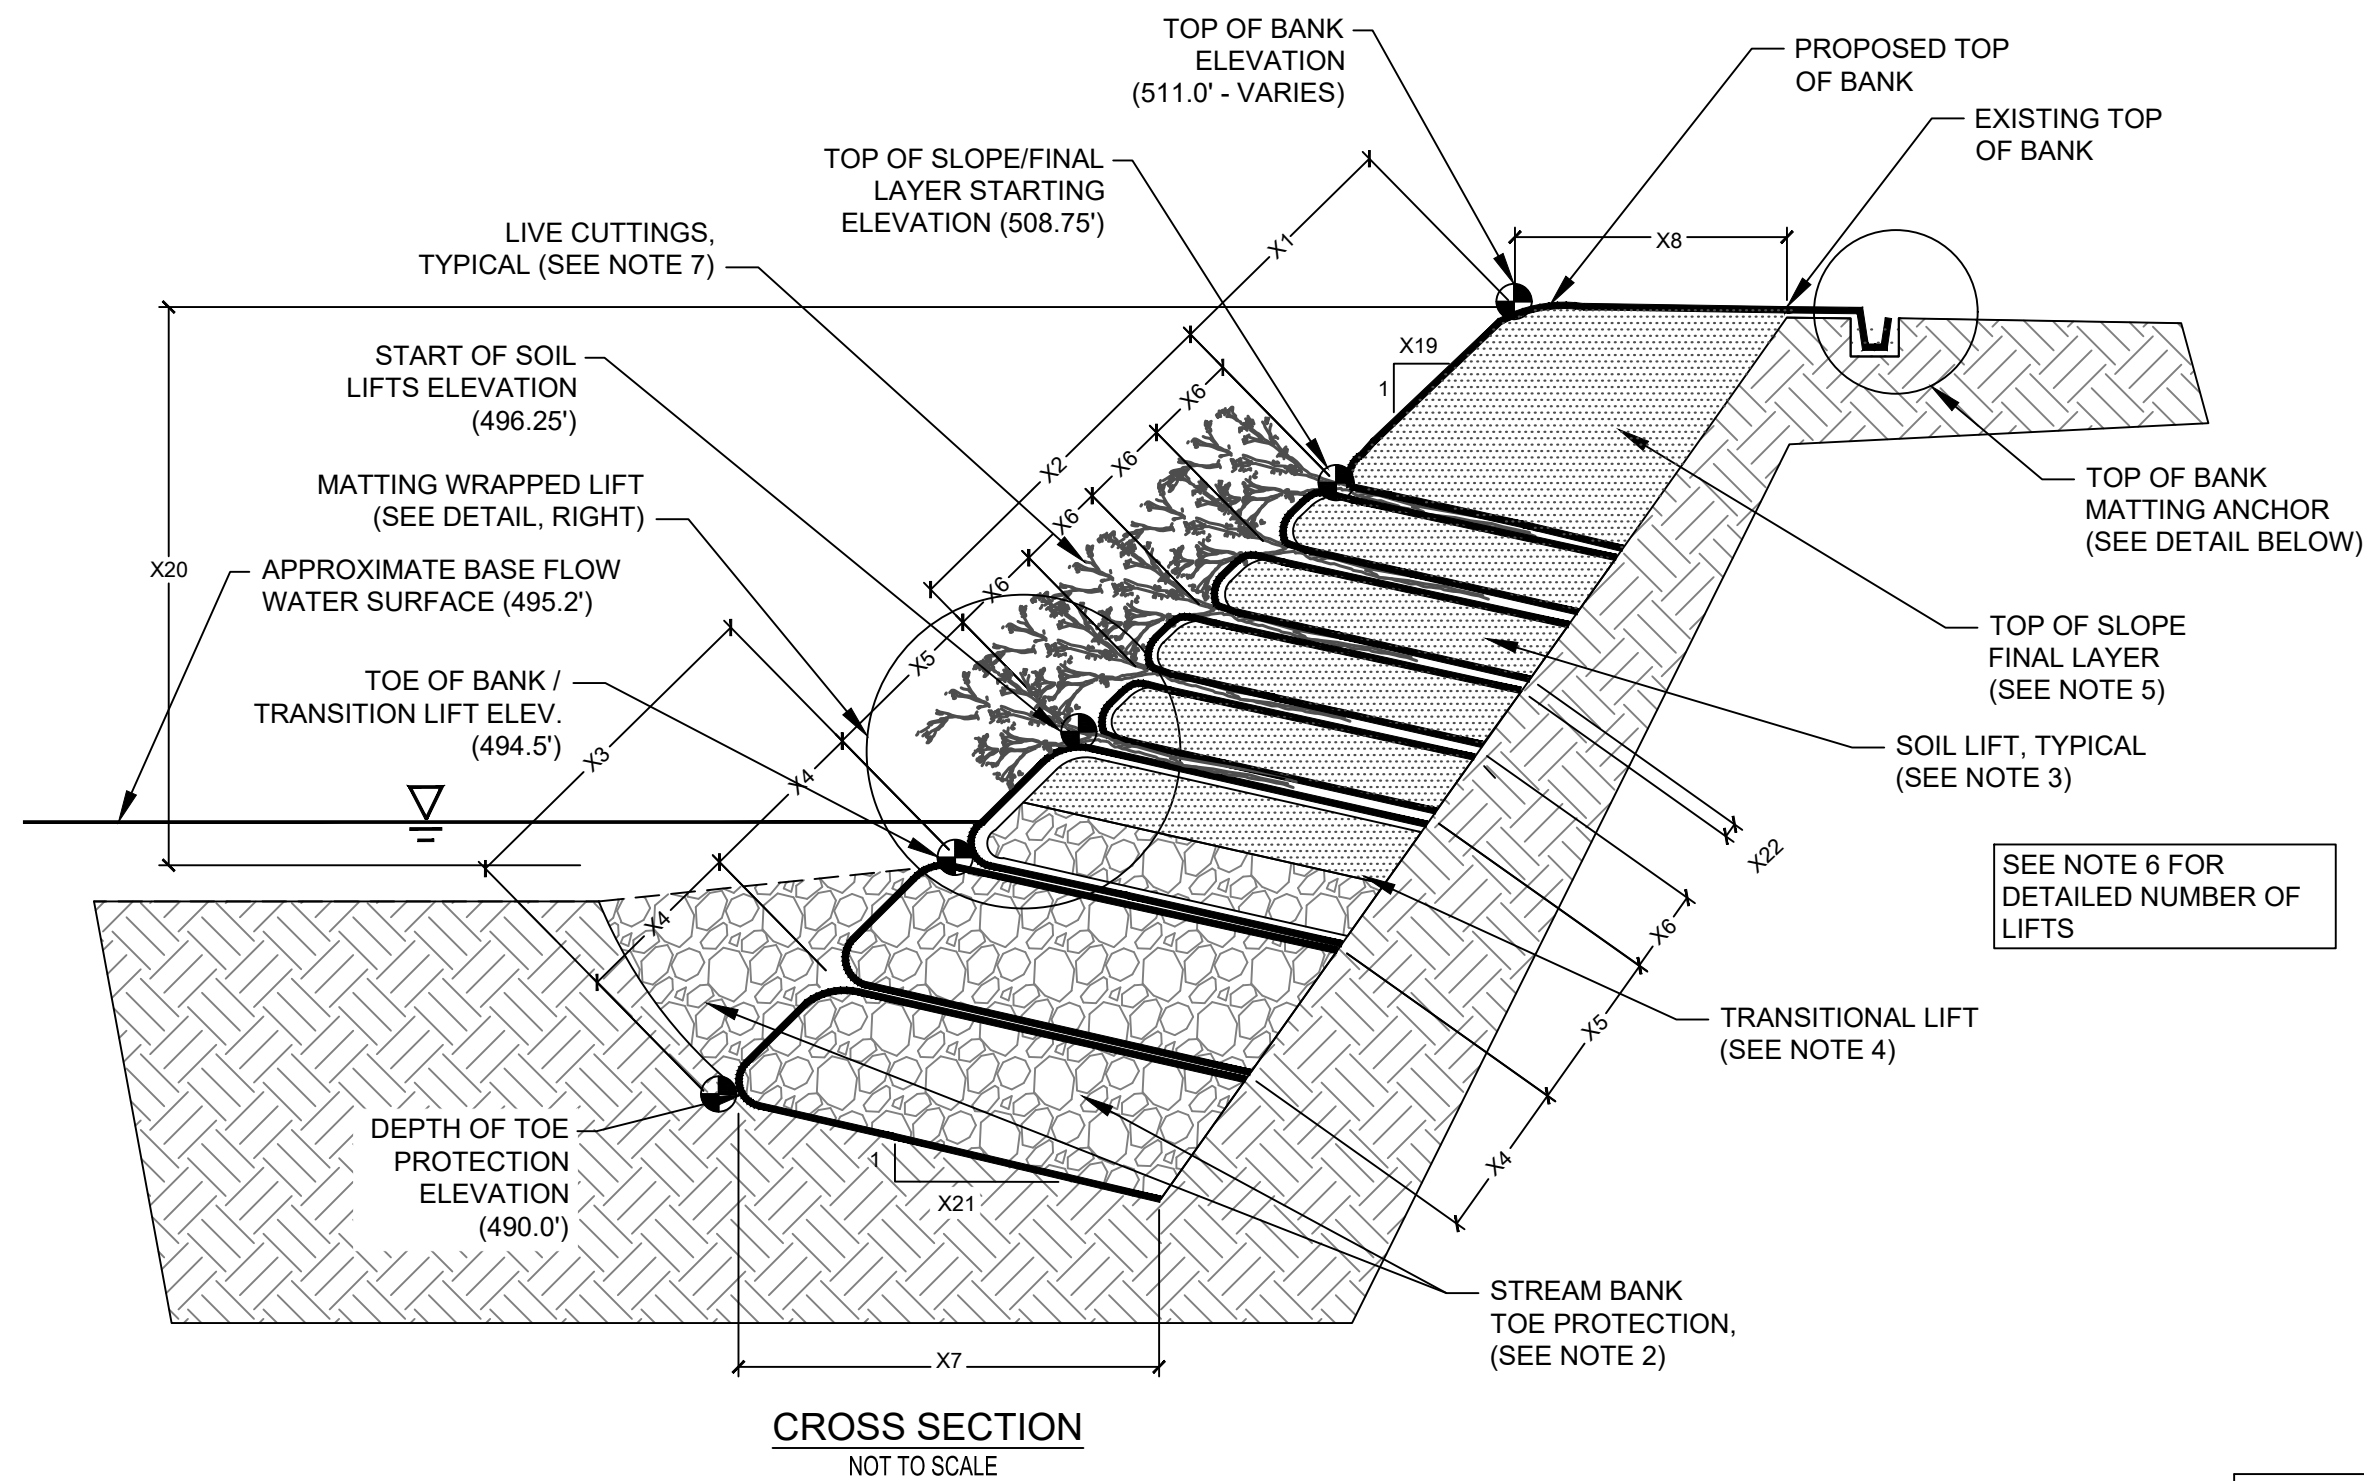 TOP OF BANK
ELEVATION
(511.0' - VARIES)
PROPOSED TOP
OF BANK
EXISTING TOP
OF BANK
TOP OF SLOPE/FINAL
LAYER STARTING
ELEVATION (508.75')
LIVE CUTTINGS,
TYPICAL (SEE NOTE 7)
X1
X8
START OF SOIL
LIFTS ELEVATION
(496.25')
X19
1
X6
X2
X6
X6
X6
X5
MATTING WRAPPED LIFT
(SEE DETAIL, RIGHT)
TOP OF BANK
MATTING ANCHOR
(SEE DETAIL BELOW)
X20
APPROXIMATE BASE FLOW
WATER SURFACE (495.2')
TOP OF SLOPE
FINAL LAYER
(SEE NOTE 5)
TOE OF BANK /
TRANSITION LIFT ELEV.
(494.5')
X3
X4
X4
SOIL LIFT, TYPICAL
(SEE NOTE 3)
X22
SEE NOTE 6 FOR
DETAILED NUMBER OF
LIFTS
X6
X5
X4
TRANSITIONAL LIFT
(SEE NOTE 4)
DEPTH OF TOE
PROTECTION
ELEVATION
(490.0')
1
X21
STREAM BANK
TOE PROTECTION,
(SEE NOTE 2)
X7
CROSS SECTION
NOT TO SCALE